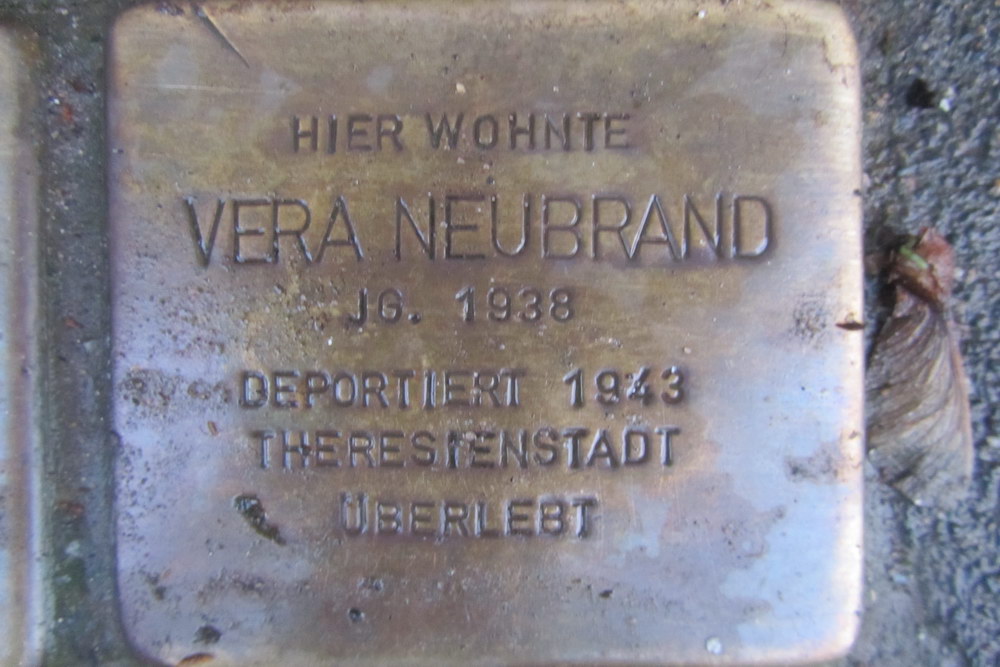 HIER WOHNTE
VERA NEUBRAND
JG. 1938
DEPORTIERT 1943
THERESIENSTADT
ÜBERLEBT